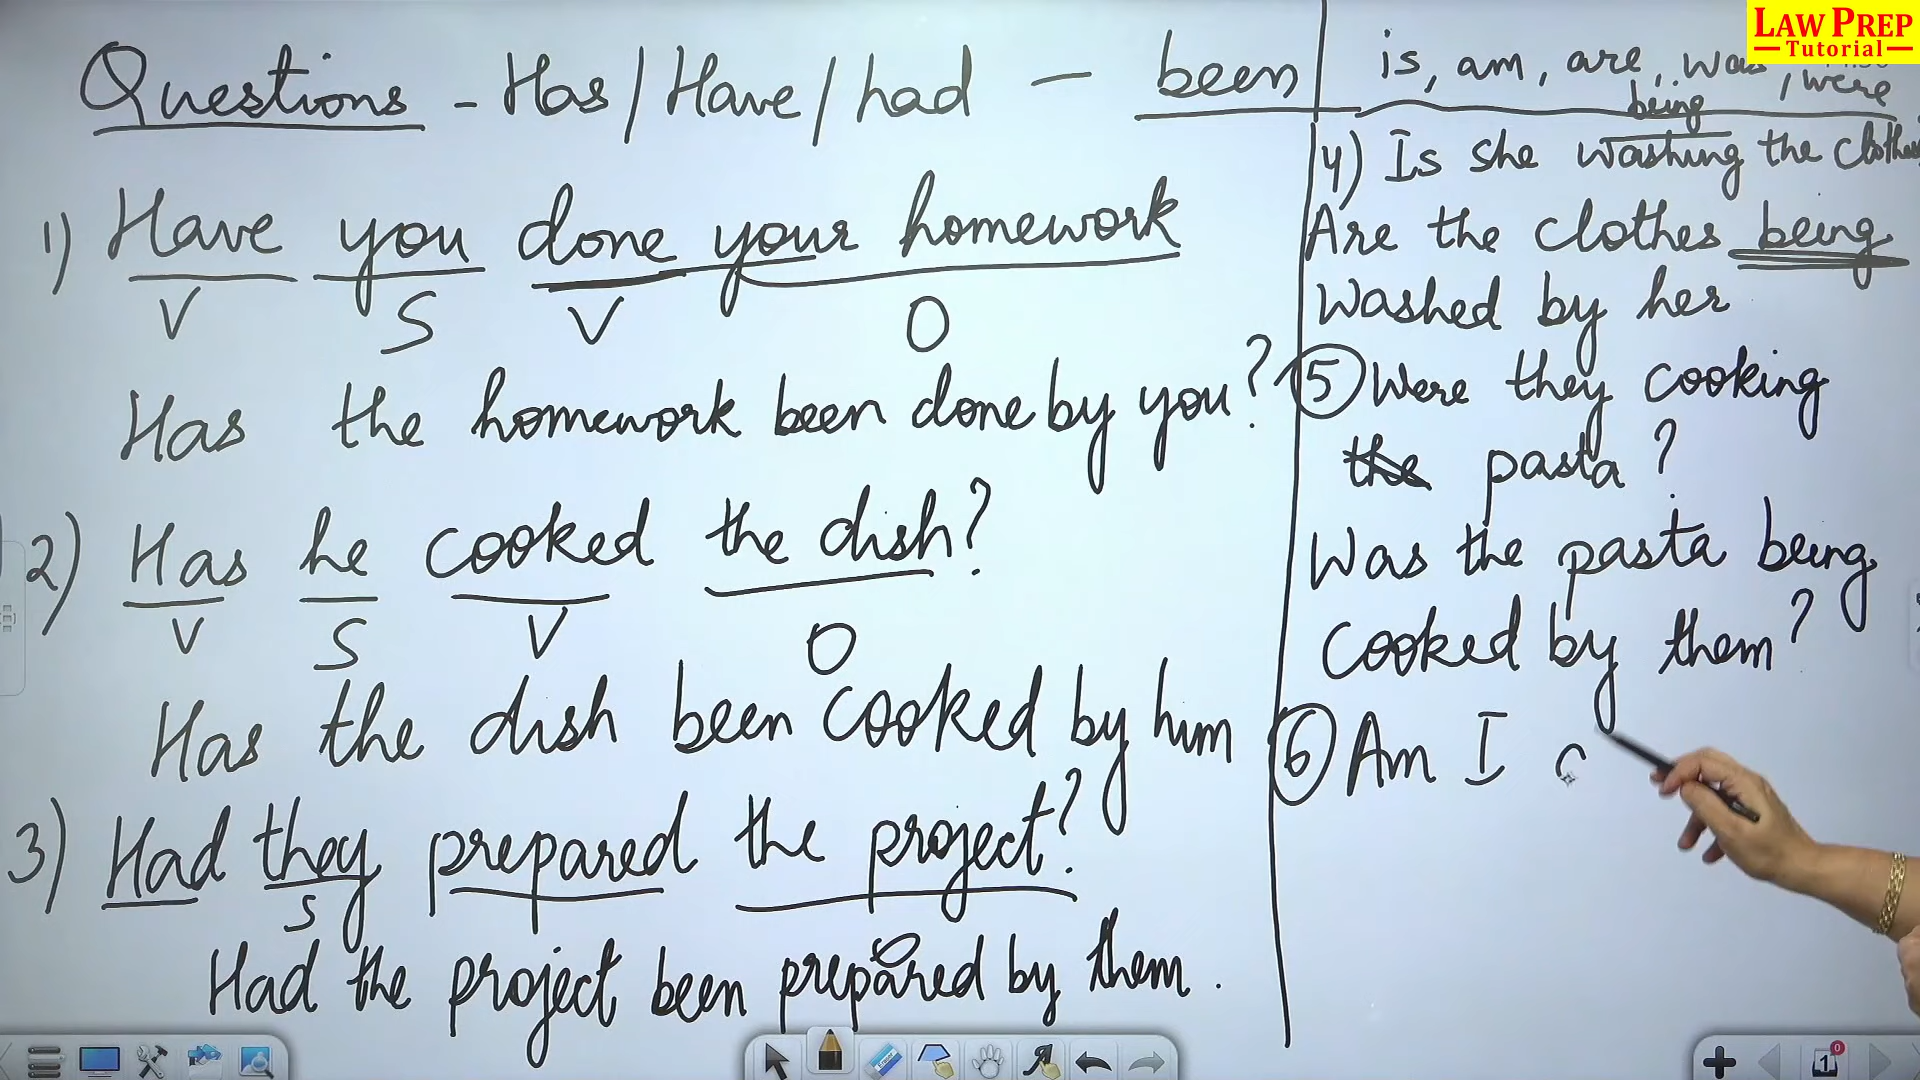 LAW PREP
Tutorial
Questions - Has / Have / had — been
1) Have you done your homework
V S V O
Has the homework been done by you?
2) Has he cooked the dish?
V S V O
Has the dish been cooked by him
3) Had they prepared the project?
S
Had the project been prepared by them.
is, am, are, was, were
being
4) Is she washing the clothes
Are the clothes being
washed by her
5 Were they cooking
the pasta?
Was the pasta being
cooked by them?
6 Am I
1
0